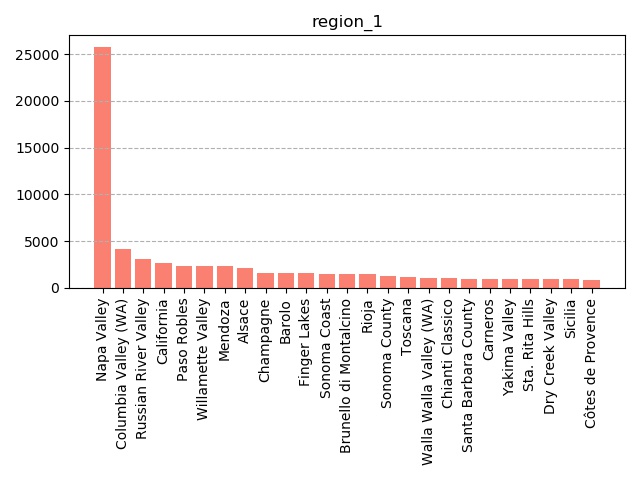 region_1
25000
20000
15000
10000
5000
0
Napa Valley
Columbia Valley (WA)
Russian River Valley
California
Paso Robles
Willamette Valley
Mendoza
Alsace
Champagne
Barolo
Finger Lakes
Sonoma Coast
Brunello di Montalcino
Rioja
Sonoma County
Toscana
Walla Walla Valley (WA)
Chianti Classico
Santa Barbara County
Carneros
Yakima Valley
Sta. Rita Hills
Dry Creek Valley
Sicilia
Côtes de Provence